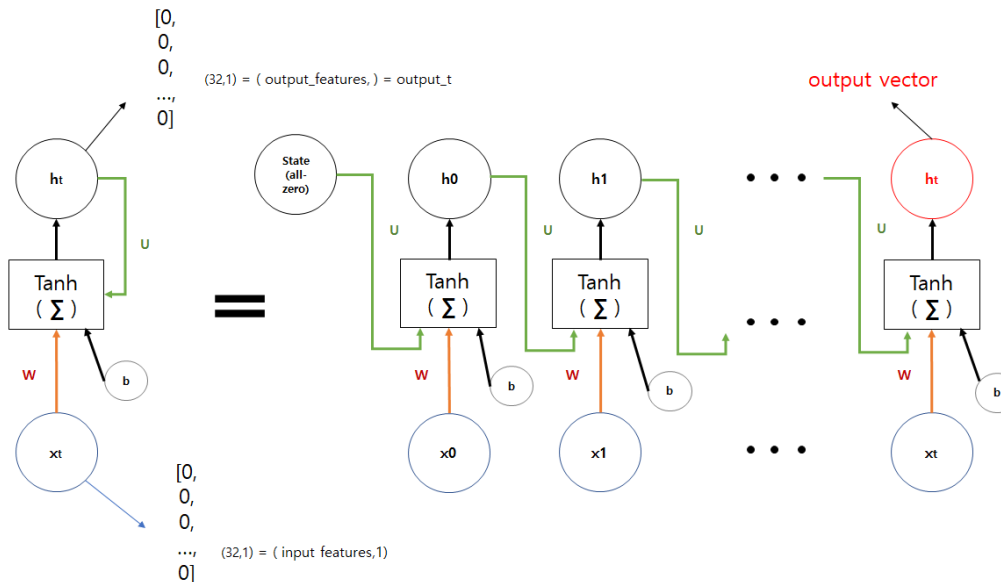 [0,
0,
0,
...,
0]
(32,1) = ( output_features, ) = output_t
output vector
ht
State
(all-
zero)
h0
h1
• • •
ht
U
U
U
U
U
Tanh
( Σ )
=
Tanh
( Σ )
Tanh
( Σ )
• • •
Tanh
( Σ )
W
b
W
b
W
b
W
b
xt
x0
x1
• • •
xt
[0,
0,
0,
...,
0]
(32,1) = ( input features,1)